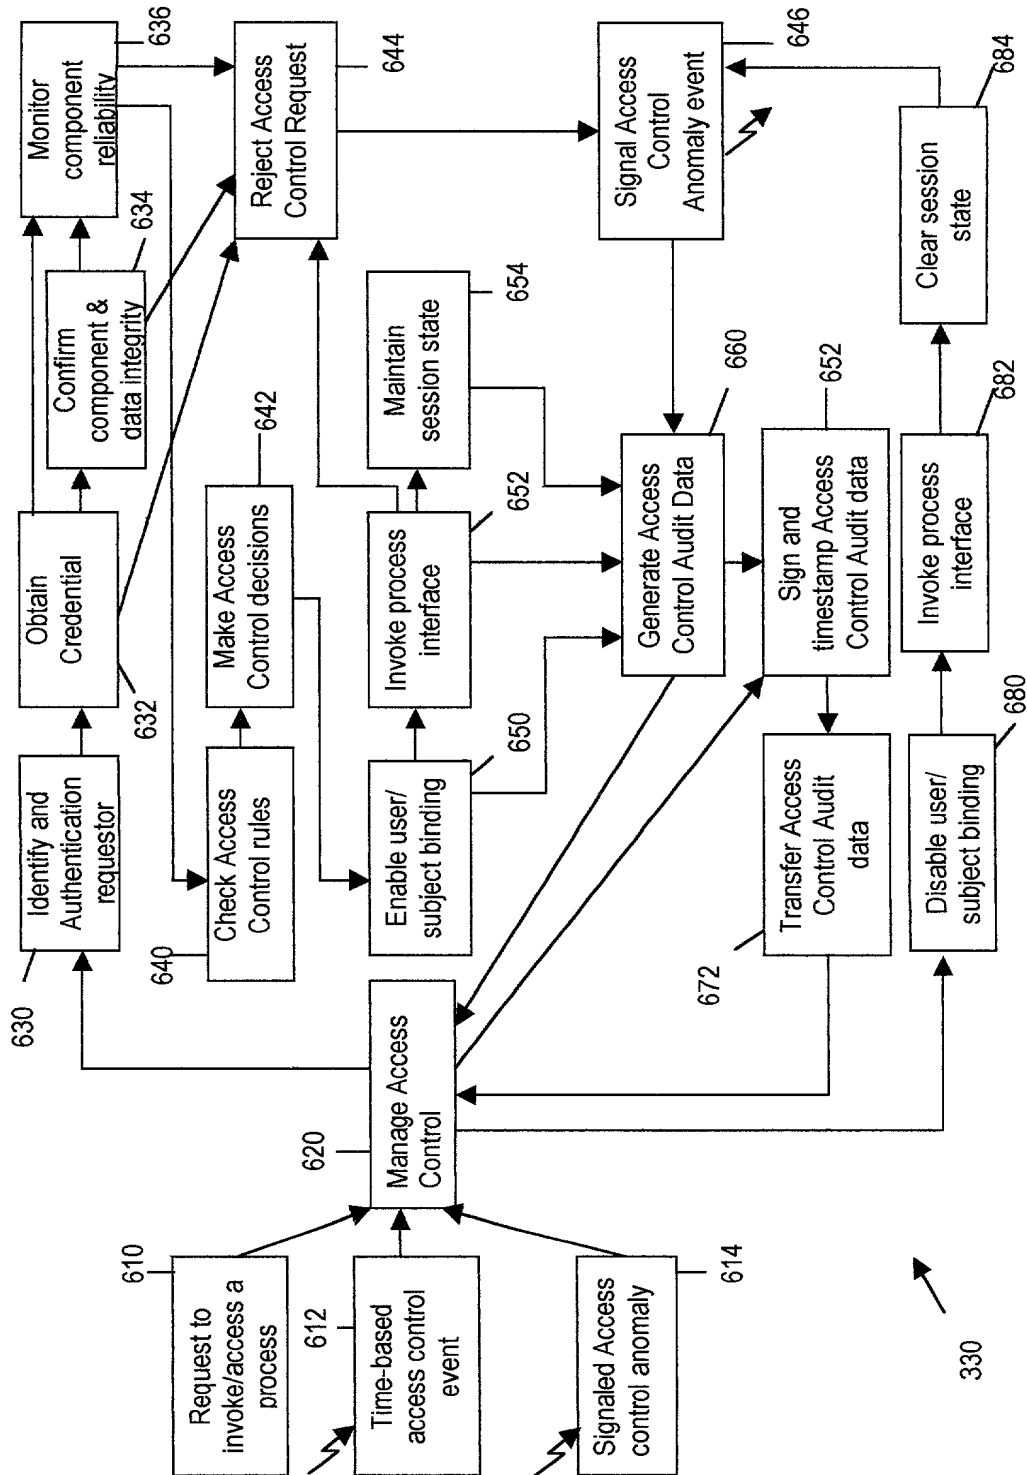 610
Request to
invoke/access a
process
612
Time-based
access control
event
614
Signaled Access
control anomaly
620
Manage Access
Control
630
Identify and
Authentication
requestor
632
Obtain
Credential
634
Confirm
component &
data integrity
636
Monitor
component
reliability
640
Check Access
Control rules
642
Make Access
Control decisions
644
Reject Access
Control Request
650
Enable user/
subject binding
652
Invoke process
interface
654
Maintain
session state
646
Signal Access
Control
Anomaly event
660
Generate Access
Control Audit Data
652
Sign and
timestamp Access
Control Audit data
672
Transfer Access
Control Audit
data
680
Disable user/
subject binding
682
Invoke process
interface
684
Clear session
state
330